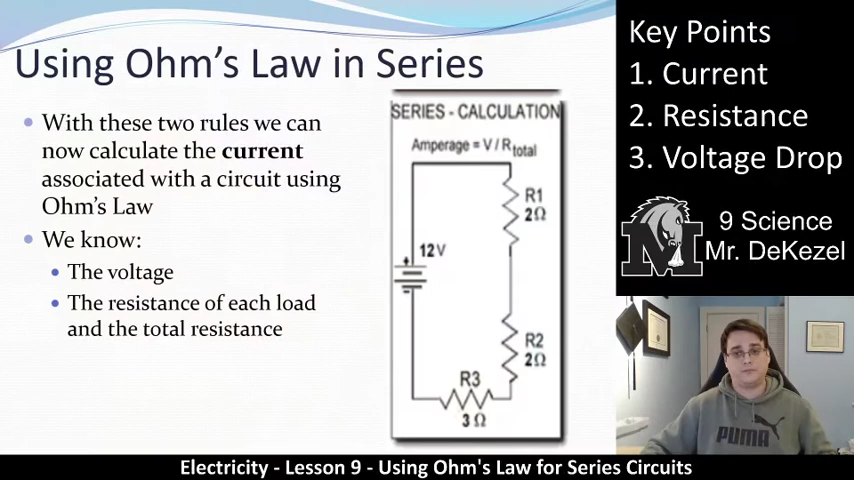 Using Ohm's Law in Series
With these two rules we can
now calculate the current
associated with a circuit using
Ohm's Law
We know:
The voltage
The resistance of each load
and the total resistance
SERIES - CALCULATION
Amperage = V / Rtotal
R1
2Ω
12V
R2
2Ω
R3
3Ω
Key Points
1. Current
2. Resistance
3. Voltage Drop
M
9 Science
Mr. DeKezel
PUMA
Electricity - Lesson 9 - Using Ohm's Law for Series Circuits